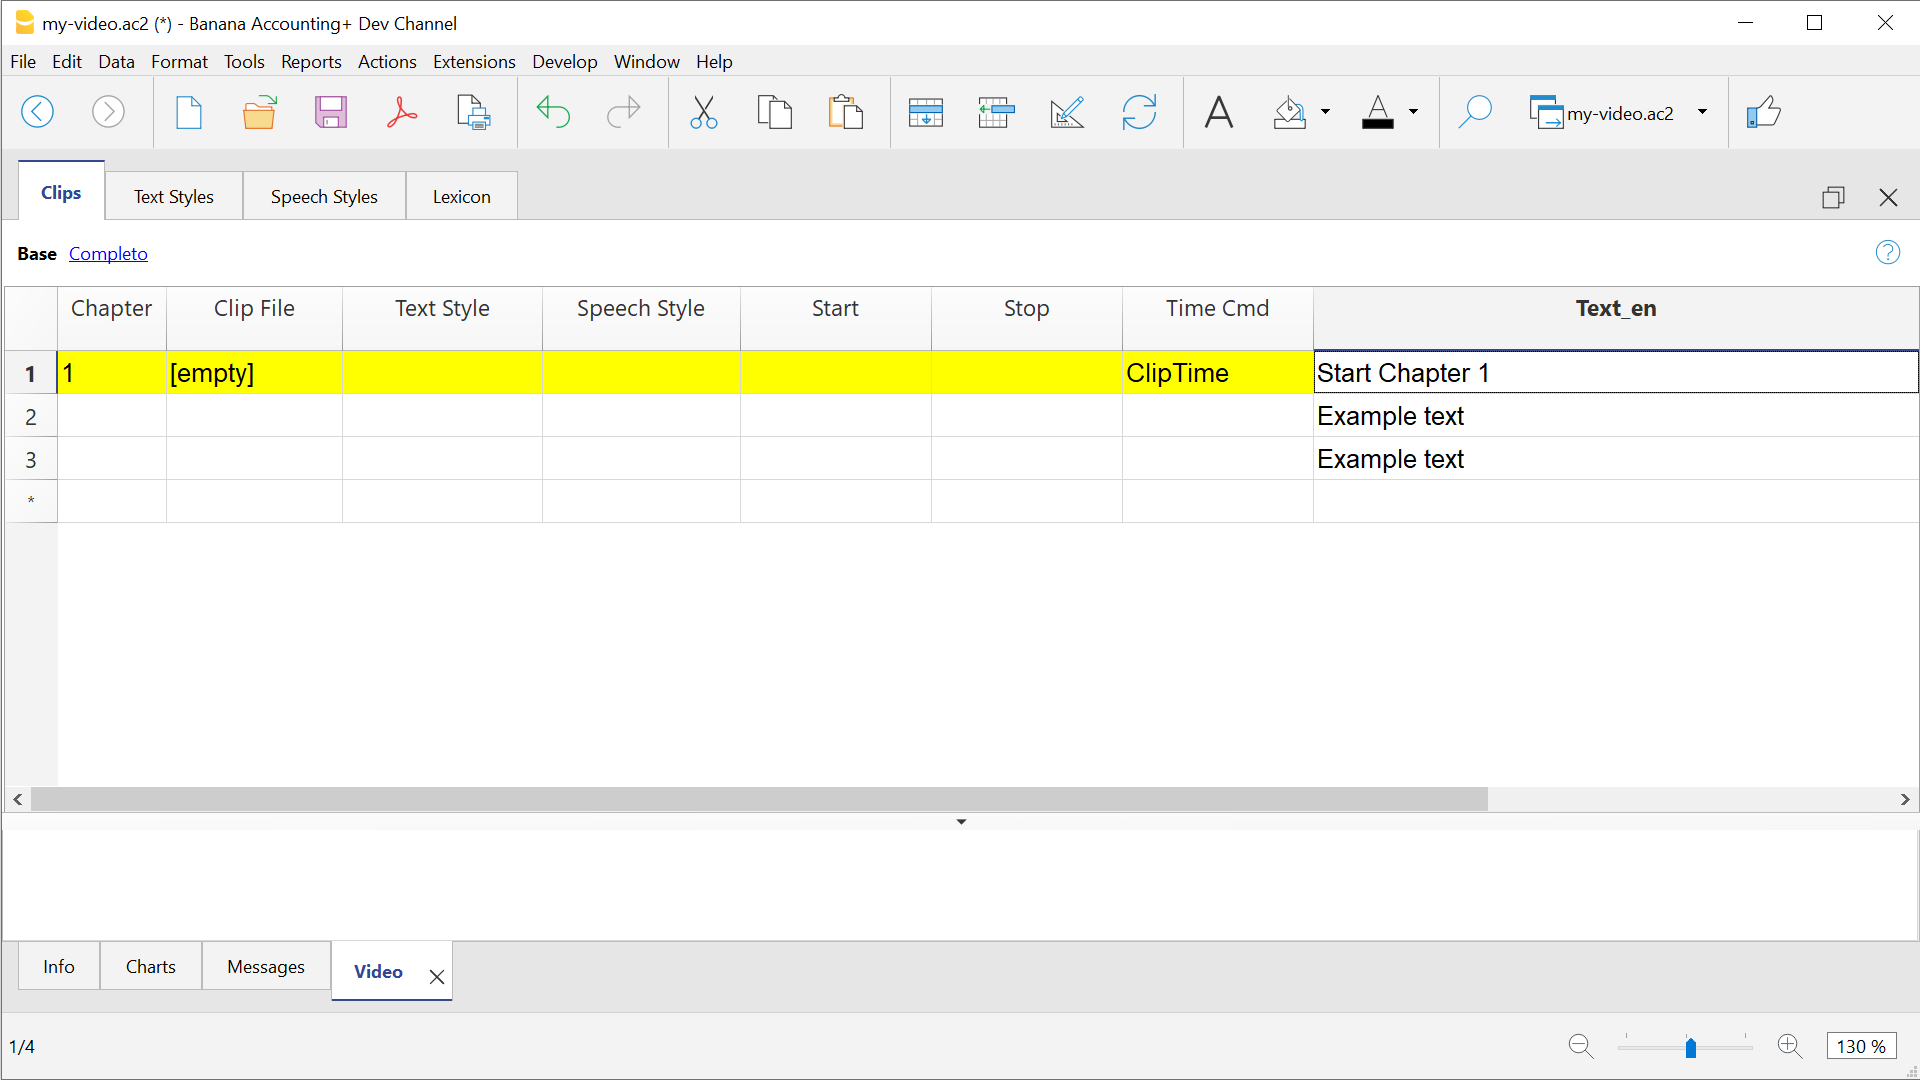 my-video.ac2 (*) - Banana Accounting+ Dev Channel
File Edit Data Format Tools Reports Actions Extensions Develop Window Help
my-video.ac2
Clips Text Styles Speech Styles Lexicon
Base Completo
Chapter Clip File Text Style Speech Style Start Stop Time Cmd Text_en
1 1 [empty] ClipTime Start Chapter 1
2 Example text
3 Example text
*
Info Charts Messages Video
1/4 130 %